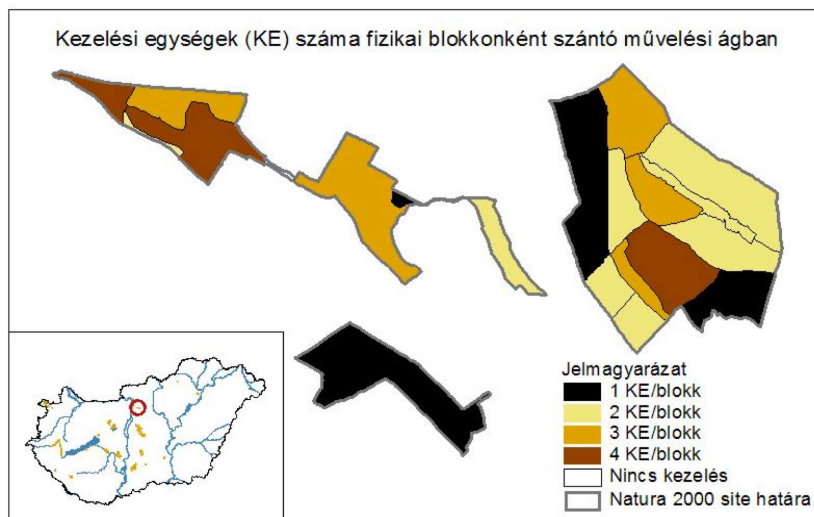 Kezelési egységek (KE) száma fizikai blokkonként szántó művelési ágban
Jelmagyarázat
1 KE/blokk
2 KE/blokk
3 KE/blokk
4 KE/blokk
Nincs kezelés
Natura 2000 site határa